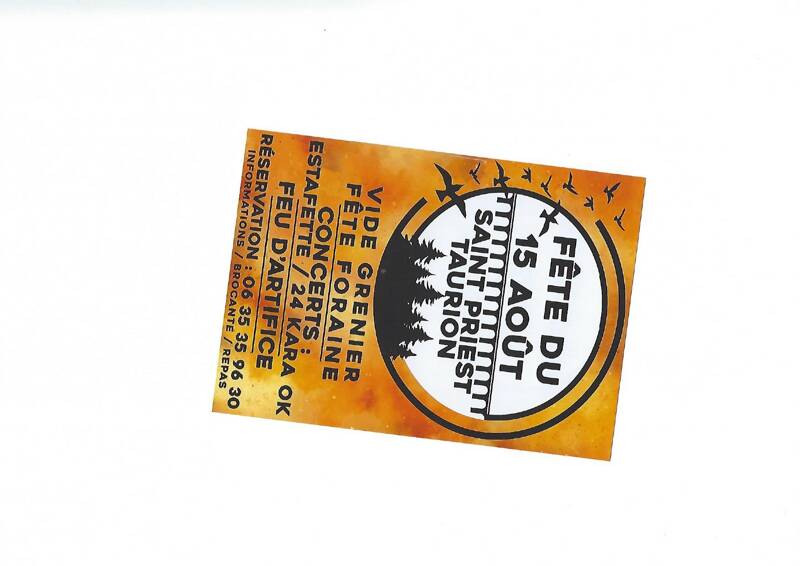 FÊTE DU
15 AOÛT
SAINT PRIEST
TAURION
VIDE GRENIER
FÊTE FORAINE
CONCERTS :
ESTAFETTE / 24 KARA OK
FEU D'ARTIFICE
RÉSERVATION : 06 35 35 96 30
INFORMATIONS / BROCANTE / REPAS